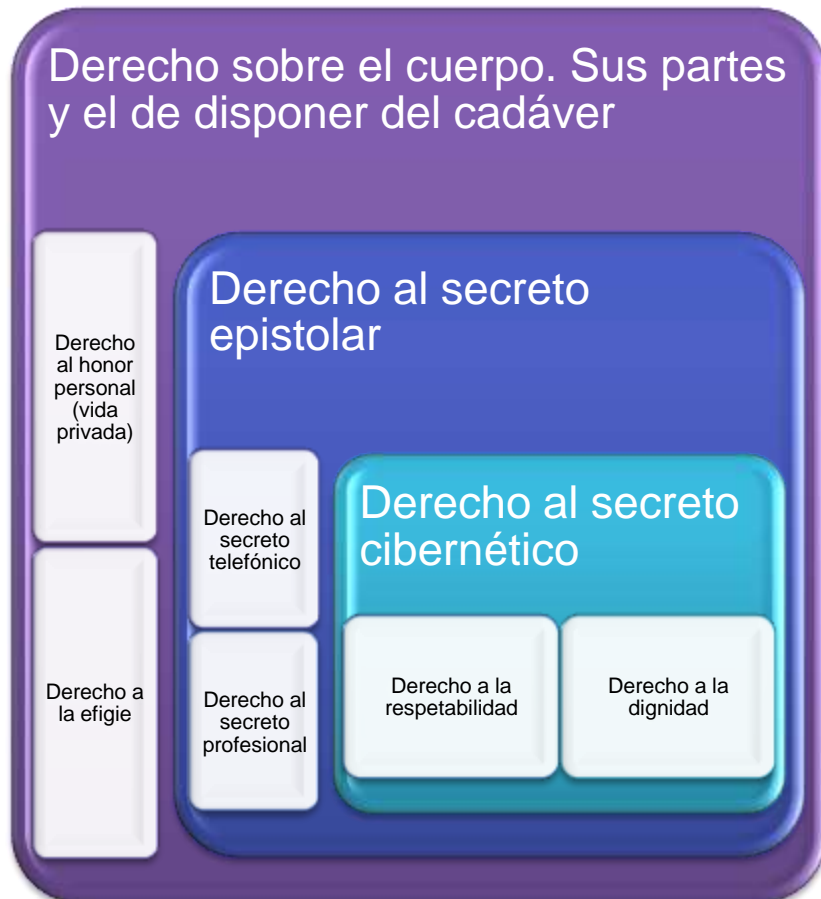 Derecho sobre el cuerpo. Sus partes
y el de disponer del cadáver
Derecho
al honor
personal
(vida
privada)
Derecho a
la efigie
Derecho al secreto
epistolar
Derecho al
secreto
telefónico
Derecho al
secreto
profesional
Derecho al secreto
cibernético
Derecho a la
respetabilidad
Derecho a la
dignidad